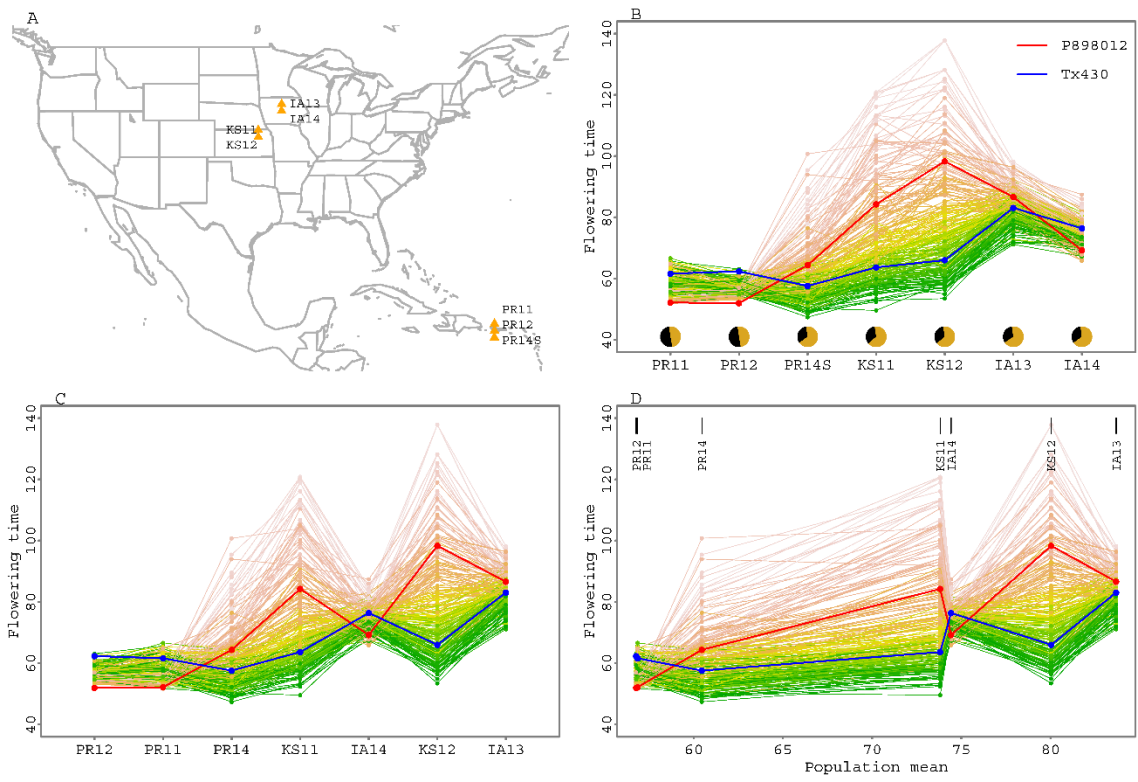 A
IA13
IA14
KS11
KS12
PR11
PR12
PR14S
B
Flowering time
140
120
100
80
60
40
P898012
Tx430
PR11 PR12 PR14S KS11 KS12 IA13 IA14
C
Flowering time
140
120
100
80
60
40
PR12 PR11 PR14 KS11 IA14 KS12 IA13
D
Flowering time
140
120
100
80
60
40
PR12
PR11
PR14
KS11
IA14
KS12
IA13
60 65 70 75 80
Population mean